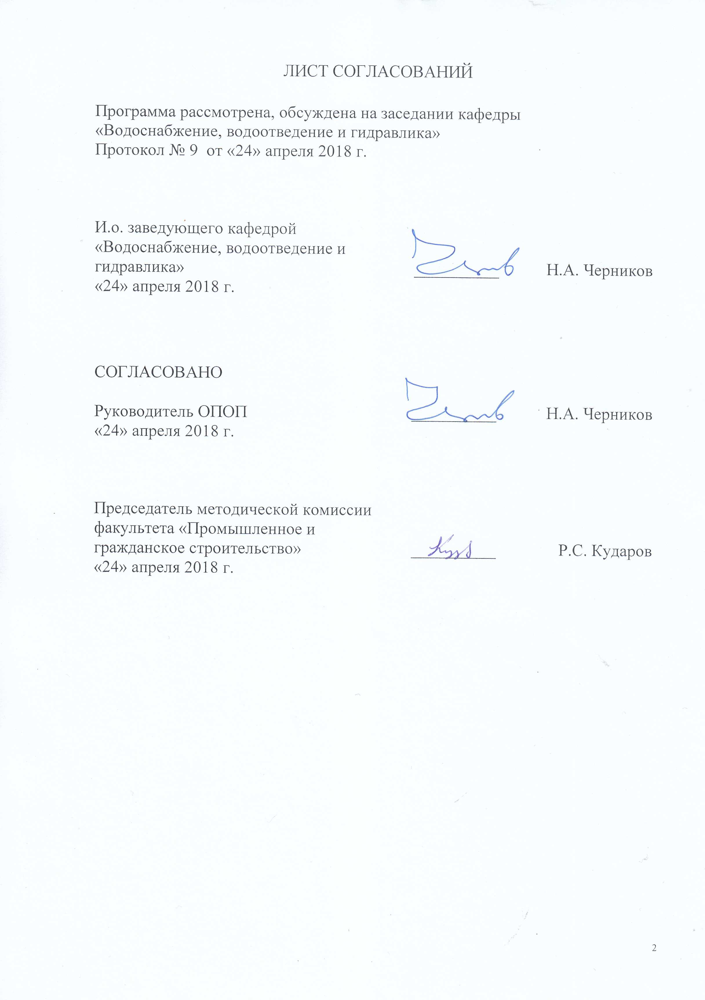 ЛИСТ СОГЛАСОВАНИЙ
Программа рассмотрена, обсуждена на заседании кафедры
«Водоснабжение, водоотведение и гидравлика»
Протокол № 9 от «24» апреля 2018 г.
И.о. заведующего кафедрой
«Водоснабжение, водоотведение и
гидравлика»
Н.А. Черников
«24» апреля 2018 г.
СОГЛАСОВАНО
Руководитель ОПОП
Н.А. Черников
«24» апреля 2018 г.
Председатель методической комиссии
факультета «Промышленное и
гражданское строительство»
Р.С. Кударов
«24» апреля 2018 г.
2